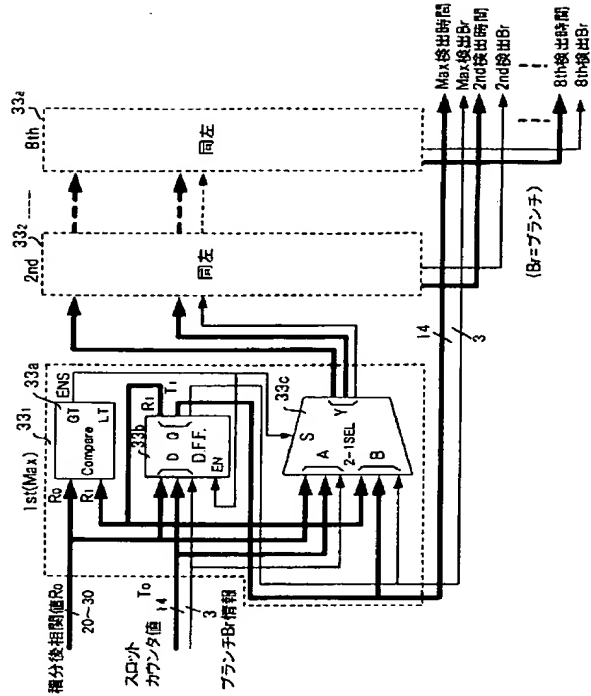 1st(Max)
33₁
33a
ENS
R₀
R₁
Compare
GT
LT
積分後相関値R₀
20～30
スロット
カウンタ値
T₀
14
3
ブランチBr情報
33b
D
Q
D.F.F.
EN
R₁
T₁
33c
S
A
B
2-1SEL
Y
2nd
33₂
同左
8th
同左
14
3
(Br=ブランチ)
Max検出時間
Max検出Br
2nd検出時間
2nd検出Br
8th検出時間
8th検出Br